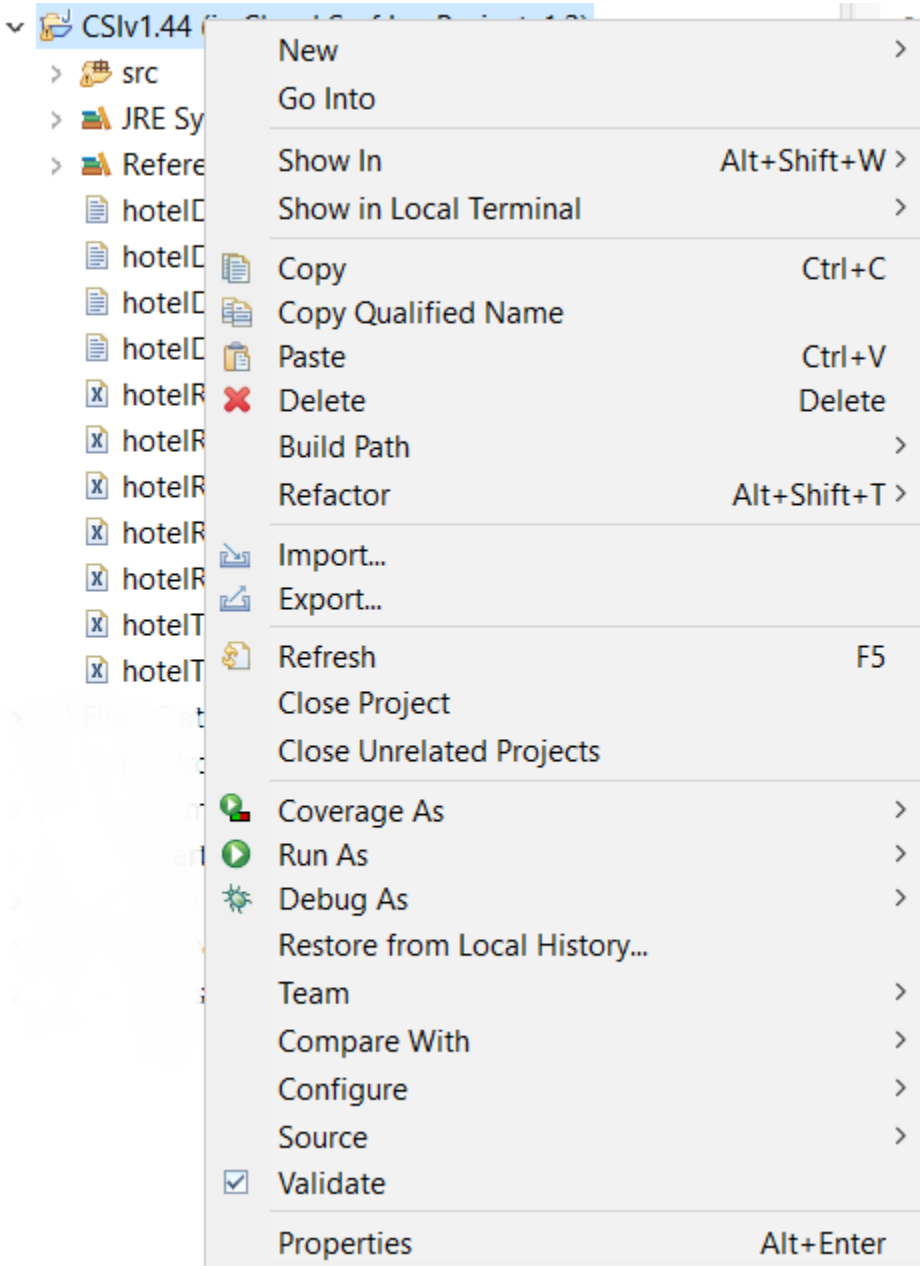 CSIv1.44
New
src
Go Into
JRE Sy
Refere
Show In Alt+Shift+W
Show in Local Terminal
hotelD
hotelD
hotelD
hotelD
hotelR
hotelR
hotelR
hotelR
hotelR
hotelT
hotelT
Copy Ctrl+C
Copy Qualified Name
Paste Ctrl+V
Delete Delete
Build Path
Refactor Alt+Shift+T
Import...
Export...
Refresh F5
Close Project
Close Unrelated Projects
Coverage As
Run As
Debug As
Restore from Local History...
Team
Compare With
Configure
Source
Validate
Properties Alt+Enter